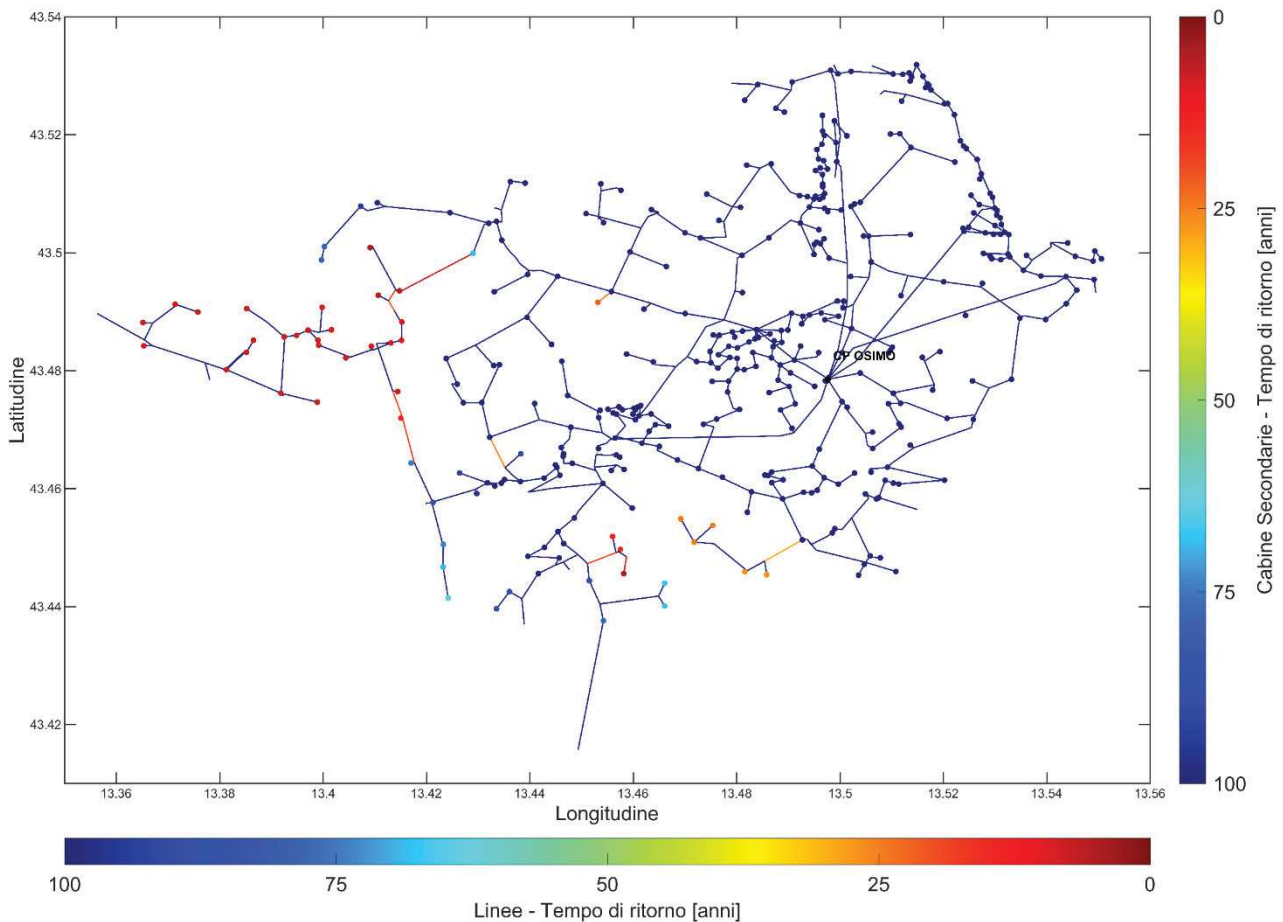 43.54
43.52
43.5
43.48
43.46
43.44
43.42
Latitudine
CP OSIMO
13.36 13.38 13.4 13.42 13.44 13.46 13.48 13.5 13.52 13.54 13.56
Longitudine
0
25
50
75
100
Cabine Secondarie - Tempo di ritorno [anni]
100 75 50 25 0
Linee - Tempo di ritorno [anni]